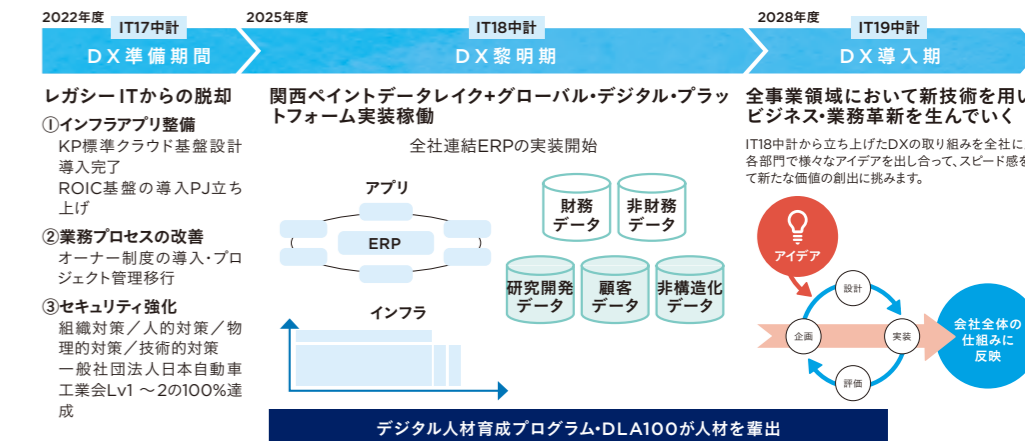 2022年度
IT17中計
DX準備期間
2025年度
IT18中計
DX黎明期
2028年度
IT19中計
DX導入期
レガシーITからの脱却
①インフラアプリ整備
KP標準クラウド基盤設計
導入完了
ROIC基盤の導入PJ立ち
上げ
②業務プロセスの改善
オーナー制度の導入・プロ
ジェクト管理移行
③セキュリティ強化
組織対策／人的対策／物
理的対策／技術的対策
一般社団法人日本自動車
工業会Lv1 ～2の100%達
成
関西ペイントデータレイク+グローバル・デジタル・プラッ
トフォーム実装稼働
全社連結ERPの実装開始
アプリ
ERP
インフラ
財務
データ
非財務
データ
研究開発
データ
顧客
データ
非構造化
データ
全事業領域において新技術を用い
ビジネス・業務革新を生んでいく
IT18中計から立ち上げたDXの取り組みを全社に
各部門で様々なアイデアを出し合って、スピード感を
て新たな価値の創出に挑みます。
アイデア
設計
企画
実装
評価
会社全体の
仕組みに
反映
デジタル人材育成プログラム・DLA100が人材を輩出